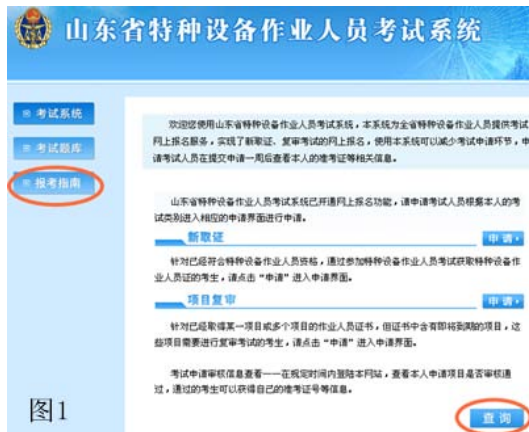 山东省特种设备作业人员考试系统
考试系统
考试题库
报考指南
欢迎您使用山东省特种设备作业人员考试系统，本系统为全省特种设备作业人员提供考试
网上报名服务，实现了新取证、复审考试的网上报名，使用本系统可以减少考试申请环节，申
请考试人员在提交申请一周后查看本人的准考证等相关信息。
山东省特种设备作业人员考试系统已开通网上报名功能，请申请考试人员根据本人的考
试类别进入相应的申请界面进行申请。
新取证
申 请
针对已经符合特种设备作业人员资格，通过参加特种设备作业人员考试获取特种设备作
业人员证的考生，请点击“申请”进入申请界面。
项目复审
申 请
针对已经取得某一项目或多个项目的作业人员证书，但证书中含有即将到期的项目，这
些项目需要进行复审考试的考生，请点击“申请”进入申请界面。
考试申请审核信息查看——在规定时间内登陆本网站，查看本人申请项目是否审核通
过，通过的考生可以获得自己的准考证号等信息。
图1
查 询